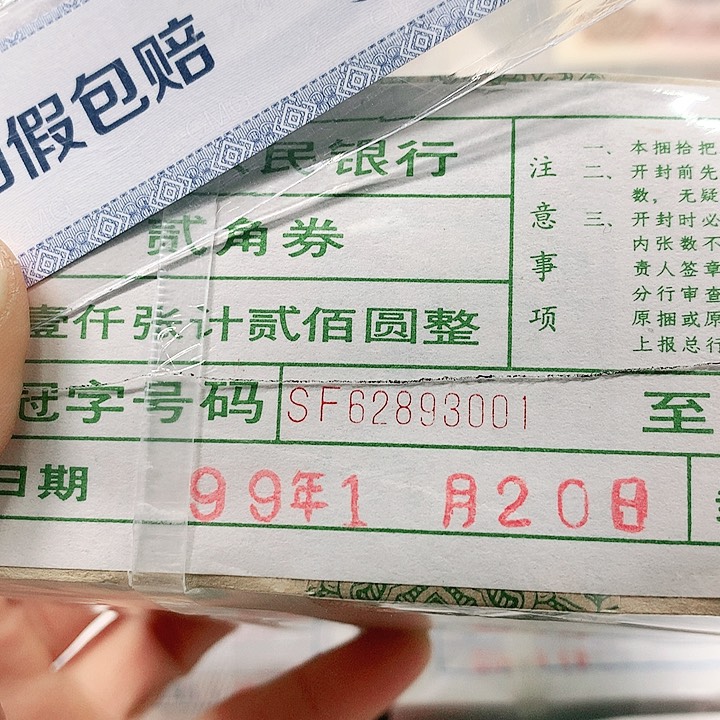 假包赔
民银行
贰角券
壹仟张计贰佰圆整
冠字号码 SF62893001 至
日期 99年1月20日
注意事项
一、本捆拾把
二、开封前先
数，无疑
三、开封时必
内张数不
责人签章
分行审查
原捆或原
上报总行